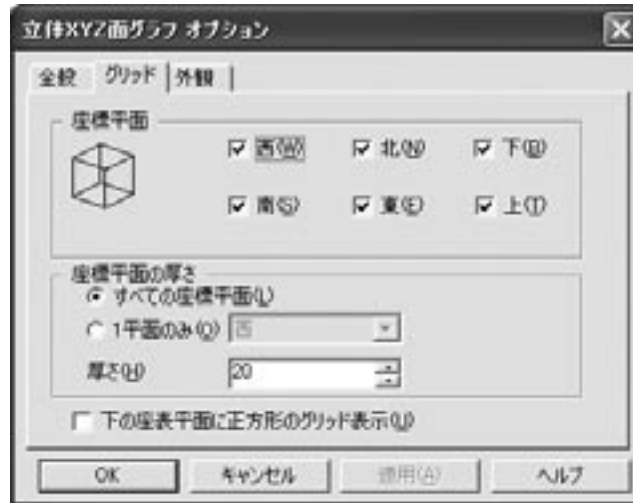 立体XYZ面グラフ オプション
全般 グリッド 外観
座標平面
西(W) 北(N) 下(B)
南(S) 東(E) 上(T)
座標平面の厚さ
すべての座標平面(L)
1平面のみ(O) 西
厚さ(H) 20
下の座表平面に正方形のグリッド表示(U)
OK キャンセル 適用(A) ヘルプ